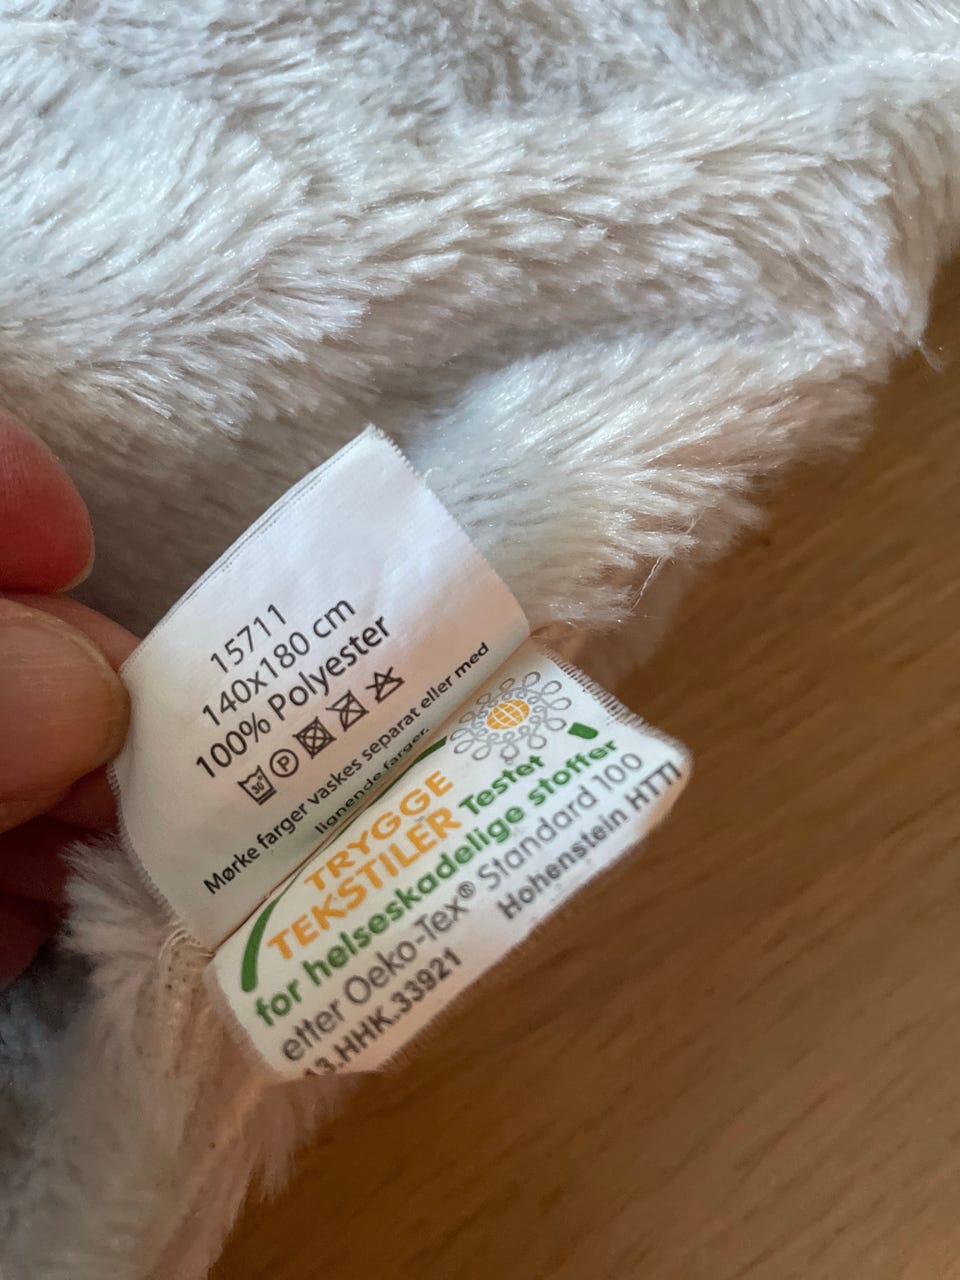 15711
140x180 cm
100% Polyester
30 P
Mørke farger vaskes separat eller med
lignende farger.
TRYGGE
TEKSTILER Testet
for helseskadelige stoffer
etter Oeko-Tex® Standard 100
13.HHK.33921 Hohenstein HTTI